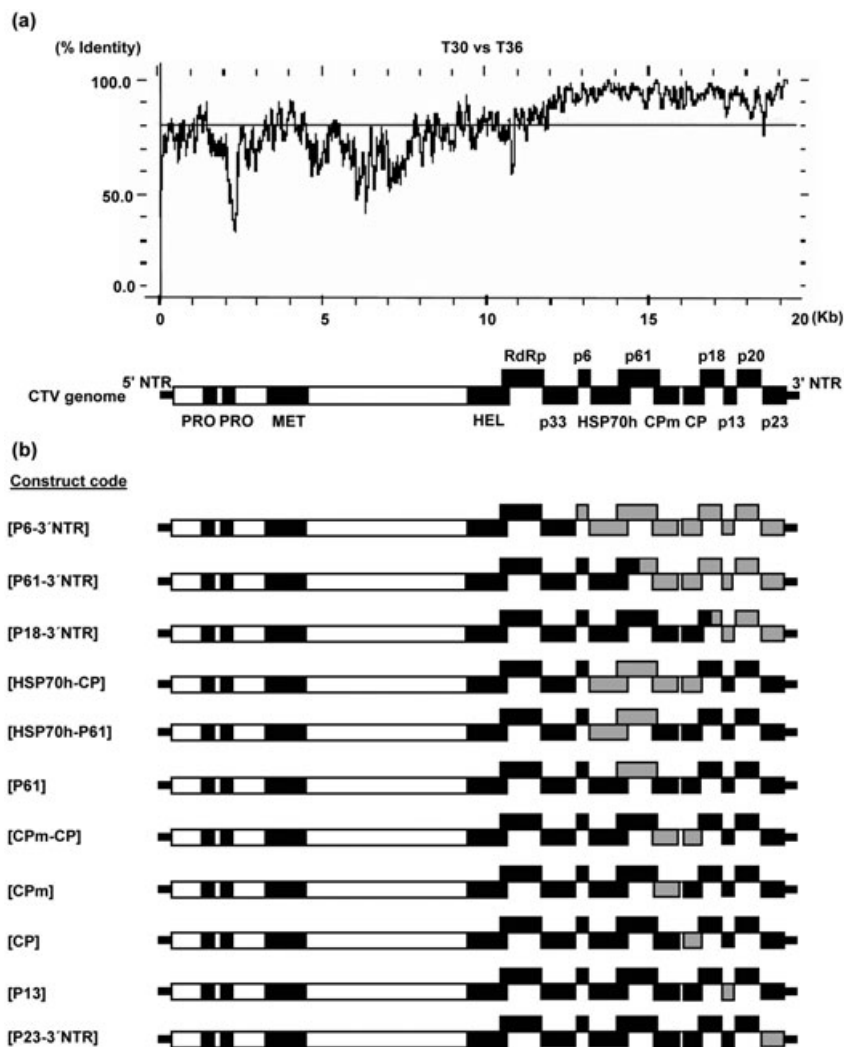 (a)
(% Identity) T30 vs T36
100.0
50.0
0.0
0 5 10 15 20 (Kb)
RdRp p6 p61 p18 p20
5' NTR 3' NTR
CTV genome
PRO PRO MET HEL p33 HSP70h CPm CP p13 p23
(b)
Construct code
[P6-3´NTR]
[P61-3´NTR]
[P18-3´NTR]
[HSP70h-CP]
[HSP70h-P61]
[P61]
[CPm-CP]
[CPm]
[CP]
[P13]
[P23-3´NTR]